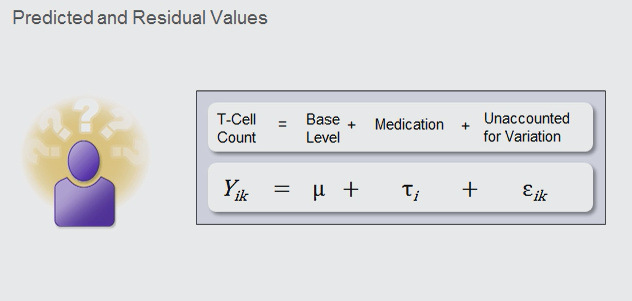 Predicted and Residual Values
T-Cell Count = Base Level + Medication + Unaccounted for Variation
Yik = μ + τi + εik